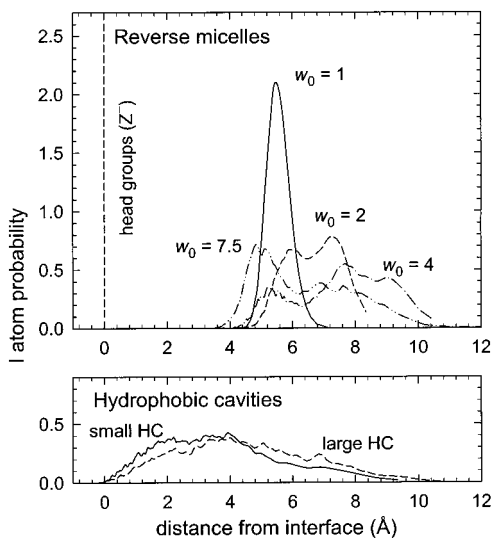 Reverse micelles
w₀ = 1
head groups (Z⁻)
w₀ = 2
w₀ = 7.5
w₀ = 4
I atom probability
2.5
2.0
1.5
1.0
0.5
0.0
0 2 4 6 8 10 12
Hydrophobic cavities
small HC
large HC
0.5
0.0
0 2 4 6 8 10 12
distance from interface (Å)